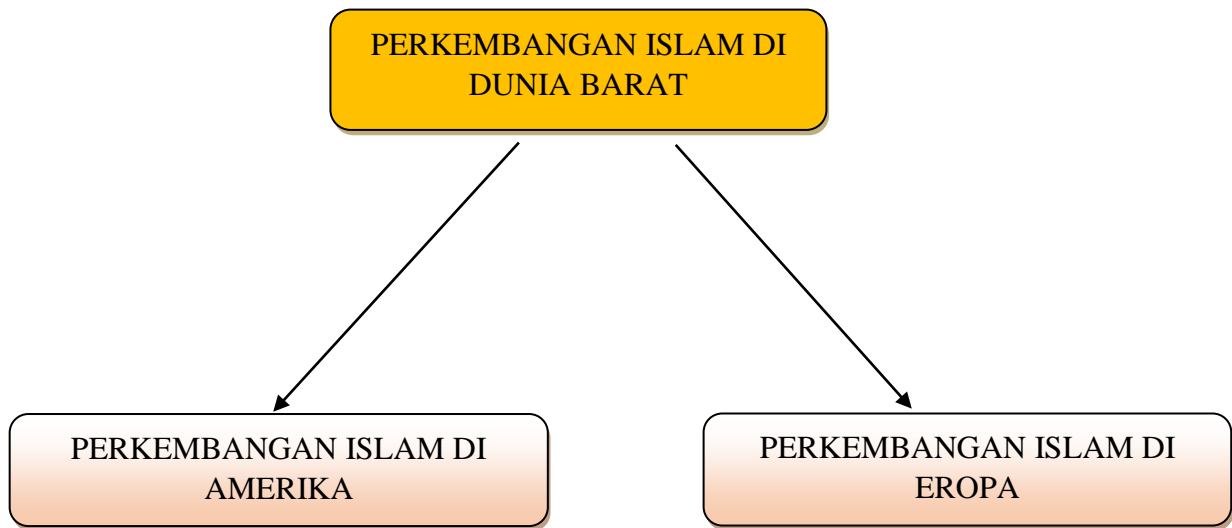 PERKEMBANGAN ISLAM DI
DUNIA BARAT
PERKEMBANGAN ISLAM DI
AMERIKA
PERKEMBANGAN ISLAM DI
EROPA